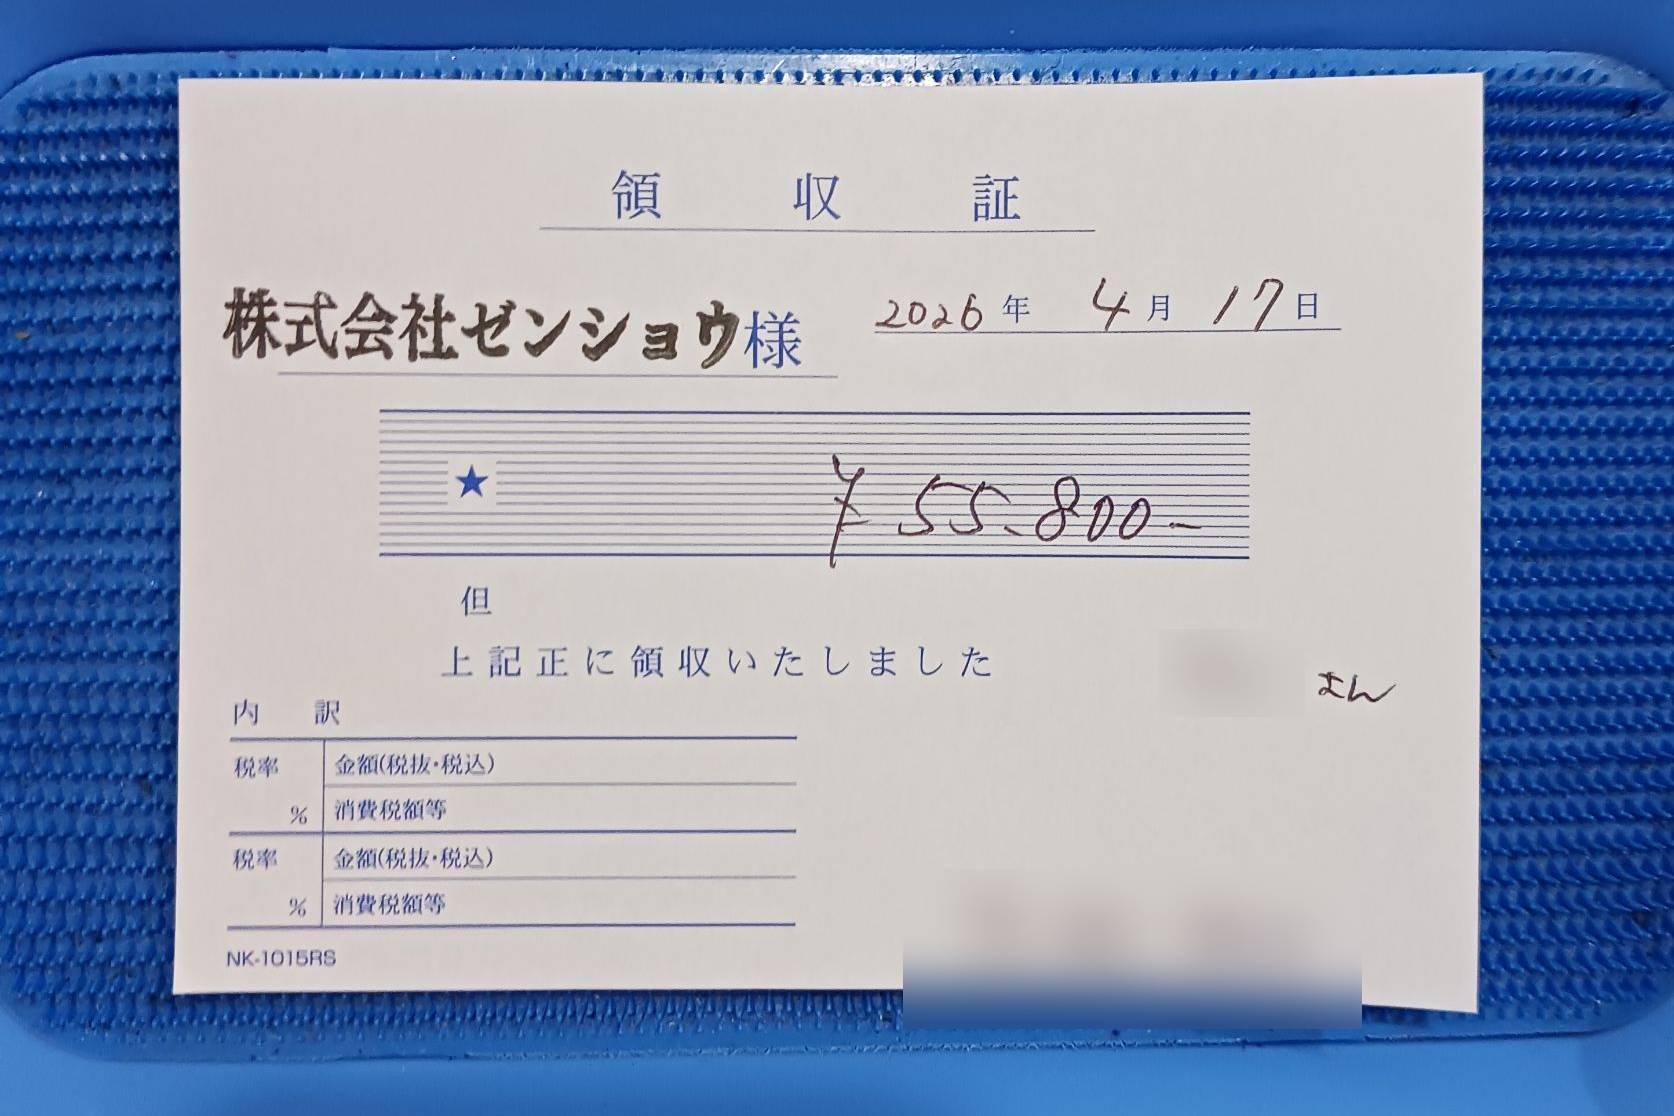 領収証
株式会社ゼンショウ様
2026年 4月 17日
★ ¥55,800-
但
上記正に領収いたしました
さん
内訳
税率 % 金額(税抜・税込)
消費税額等
税率 % 金額(税抜・税込)
消費税額等
NK-1015RS